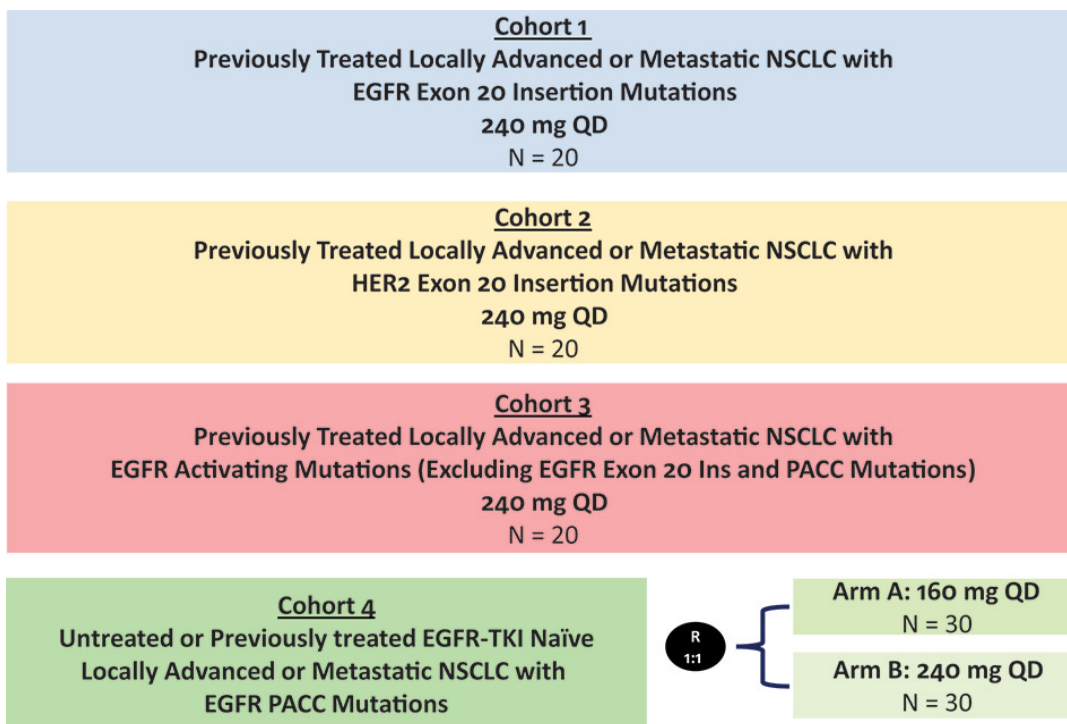 Cohort 1
Previously Treated Locally Advanced or Metastatic NSCLC with
EGFR Exon 20 Insertion Mutations
240 mg QD
N = 20
Cohort 2
Previously Treated Locally Advanced or Metastatic NSCLC with
HER2 Exon 20 Insertion Mutations
240 mg QD
N = 20
Cohort 3
Previously Treated Locally Advanced or Metastatic NSCLC with
EGFR Activating Mutations (Excluding EGFR Exon 20 Ins and PACC Mutations)
240 mg QD
N = 20
Cohort 4
Untreated or Previously treated EGFR-TKI Naïve
Locally Advanced or Metastatic NSCLC with
EGFR PACC Mutations
R
1:1
Arm A: 160 mg QD
N = 30
Arm B: 240 mg QD
N = 30